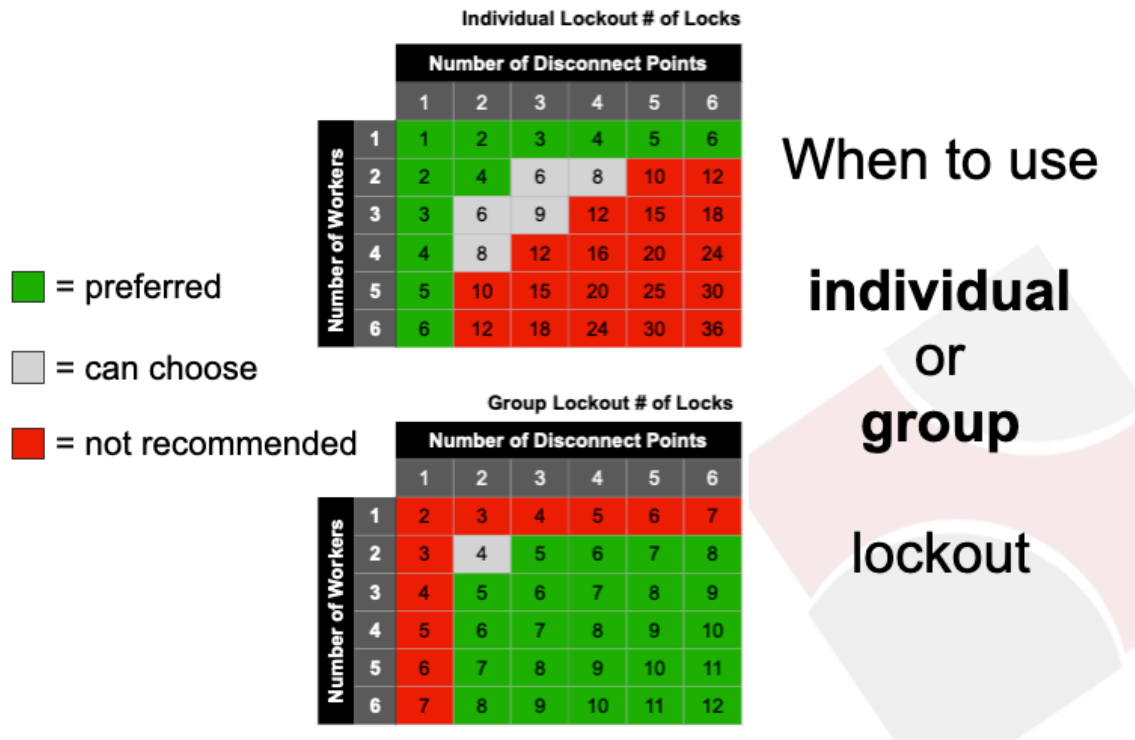 Individual Lockout # of Locks
Number of Disconnect Points
1 2 3 4 5 6
Number of Workers
1 1 2 3 4 5 6
2 2 4 6 8 10 12
3 3 6 9 12 15 18
4 4 8 12 16 20 24
5 5 10 15 20 25 30
6 6 12 18 24 30 36
= preferred
= can choose
= not recommended
Group Lockout # of Locks
Number of Disconnect Points
1 2 3 4 5 6
Number of Workers
1 2 3 4 5 6 7
2 3 4 5 6 7 8
3 4 5 6 7 8 9
4 5 6 7 8 9 10
5 6 7 8 9 10 11
6 7 8 9 10 11 12
When to use
individual
or
group
lockout